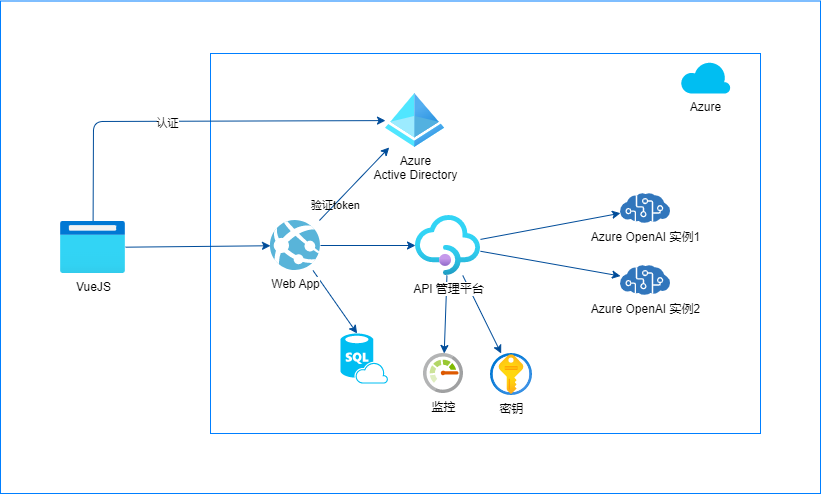 Azure
认证
Azure
Active Directory
验证token
VueJS
Web App
API 管理平台
Azure OpenAI 实例1
Azure OpenAI 实例2
SQL
监控
密钥